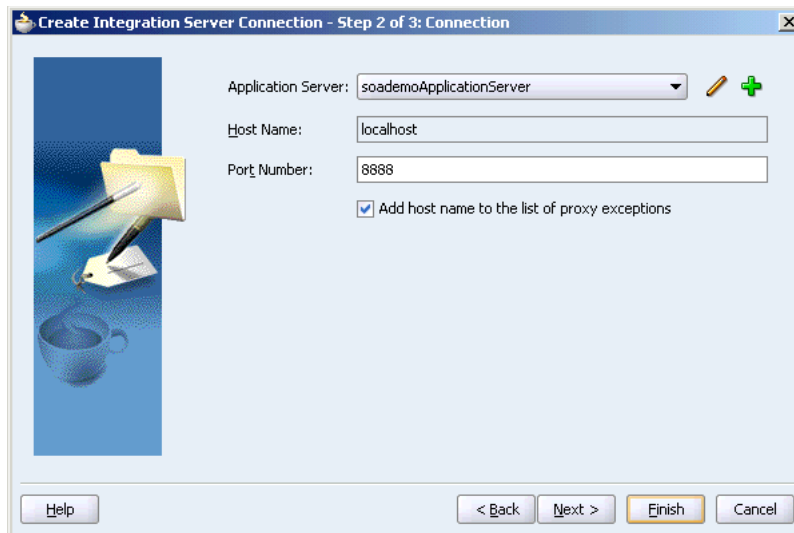 Create Integration Server Connection - Step 2 of 3: Connection
Application Server: soademoApplicationServer
Host Name: localhost
Port Number: 8888
Add host name to the list of proxy exceptions
Help < Back Next > Finish Cancel